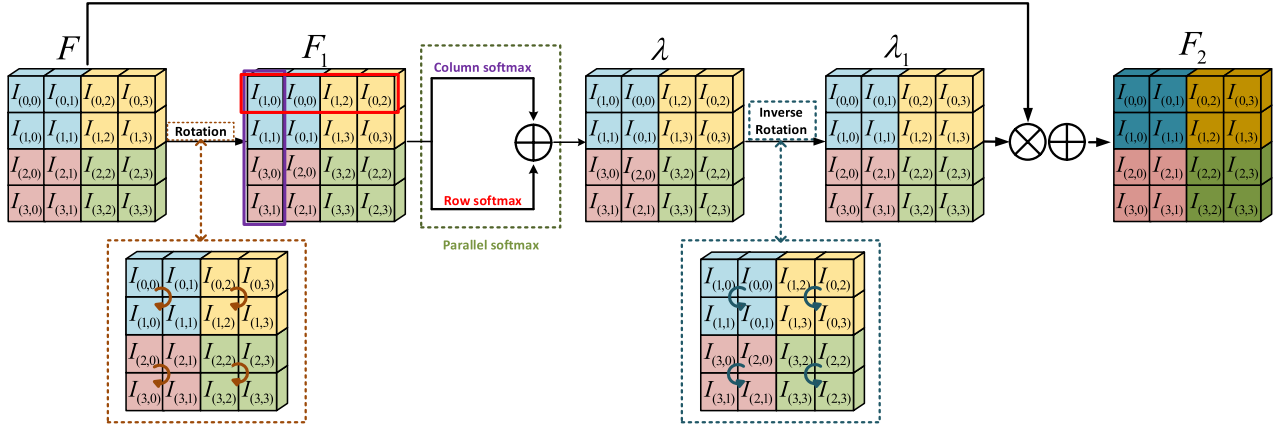 F F₁ λ λ₁ F₂
I(0,0) I(0,1) I(0,2) I(0,3)
I(1,0) I(1,1) I(1,2) I(1,3)
I(2,0) I(2,1) I(2,2) I(2,3)
I(3,0) I(3,1) I(3,2) I(3,3)
Rotation
I(1,0) I(0,0) I(1,2) I(0,2)
I(1,1) I(0,1) I(1,3) I(0,3)
I(3,0) I(2,0) I(3,2) I(2,2)
I(3,1) I(2,1) I(3,3) I(2,3)
Column softmax
Row softmax
Parallel softmax
I(1,0) I(0,0) I(1,2) I(0,2)
I(1,1) I(0,1) I(1,3) I(0,3)
I(3,0) I(2,0) I(3,2) I(2,2)
I(3,1) I(2,1) I(3,3) I(2,3)
Inverse
Rotation
I(0,0) I(0,1) I(0,2) I(0,3)
I(1,0) I(1,1) I(1,2) I(1,3)
I(2,0) I(2,1) I(2,2) I(2,3)
I(3,0) I(3,1) I(3,2) I(3,3)
I(0,0) I(0,1) I(0,2) I(0,3)
I(1,0) I(1,1) I(1,2) I(1,3)
I(2,0) I(2,1) I(2,2) I(2,3)
I(3,0) I(3,1) I(3,2) I(3,3)
I(0,0) I(0,1) I(0,2) I(0,3)
I(1,0) I(1,1) I(1,2) I(1,3)
I(2,0) I(2,1) I(2,2) I(2,3)
I(3,0) I(3,1) I(3,2) I(3,3)
I(1,0) I(0,0) I(1,2) I(0,2)
I(1,1) I(0,1) I(1,3) I(0,3)
I(3,0) I(2,0) I(3,2) I(2,2)
I(3,1) I(2,1) I(3,3) I(2,3)